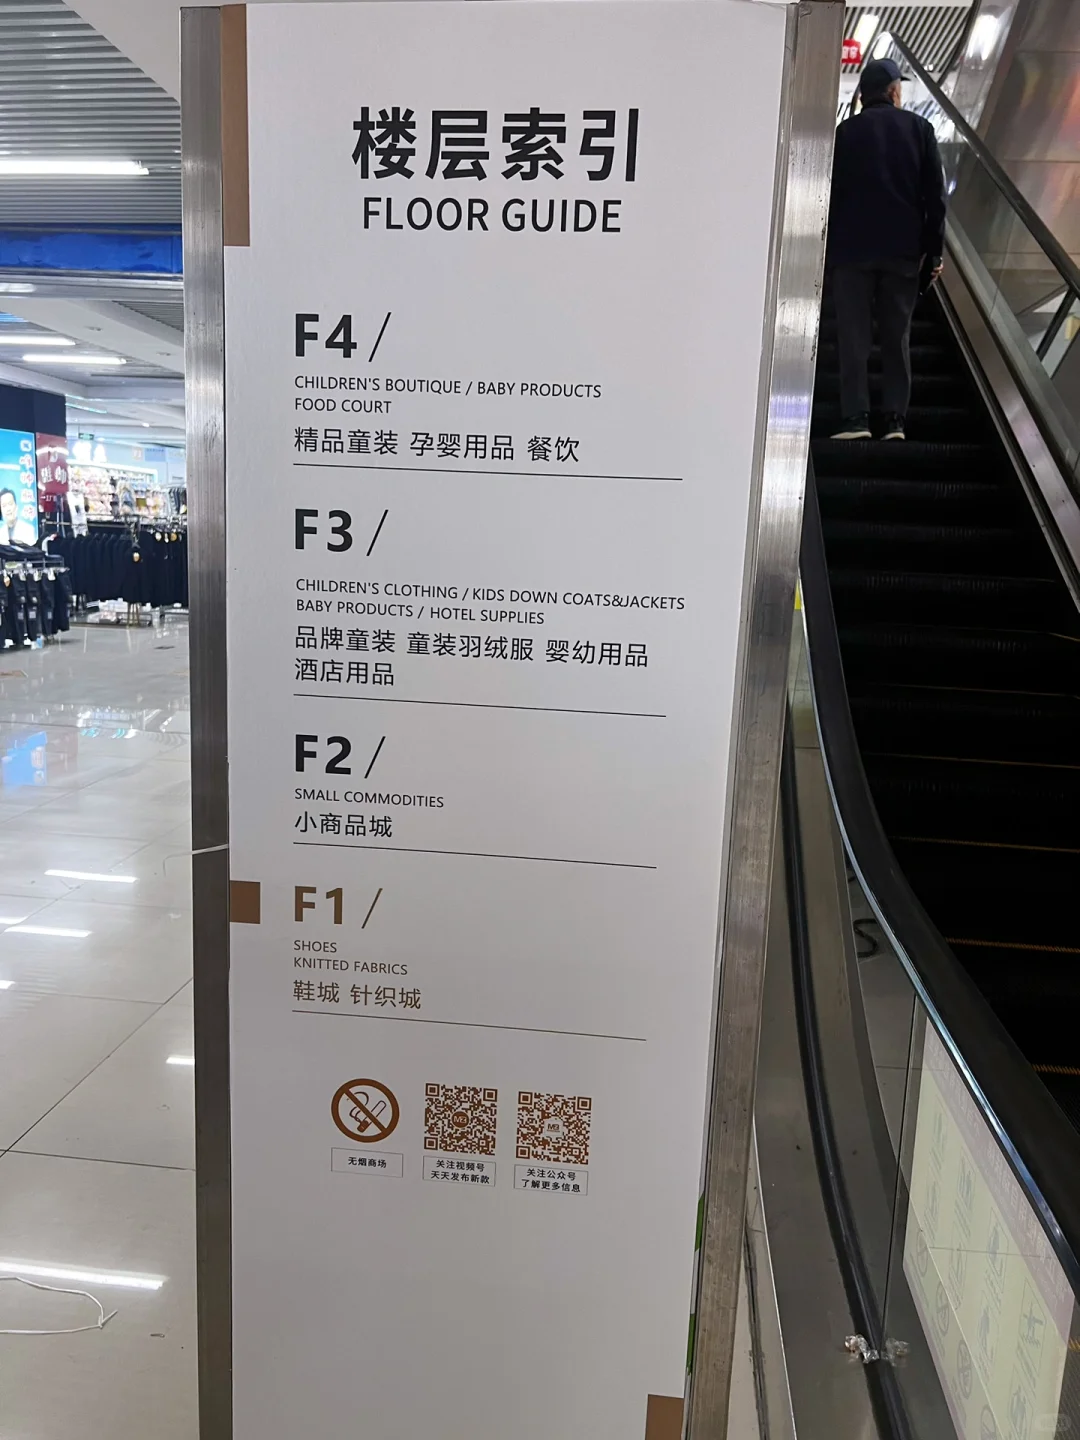 楼层索引
FLOOR GUIDE
F4 /
CHILDREN'S BOUTIQUE / BABY PRODUCTS
FOOD COURT
精品童装 孕婴用品 餐饮
F3 /
CHILDREN'S CLOTHING / KIDS DOWN COATS&JACKETS
BABY PRODUCTS / HOTEL SUPPLIES
品牌童装 童装羽绒服 婴幼用品
酒店用品
F2 /
SMALL COMMODITIES
小商品城
F1 /
SHOES
KNITTED FABRICS
鞋城 针织城
无烟商场
关注视频号
天天发布新款
关注公众号
了解更多信息